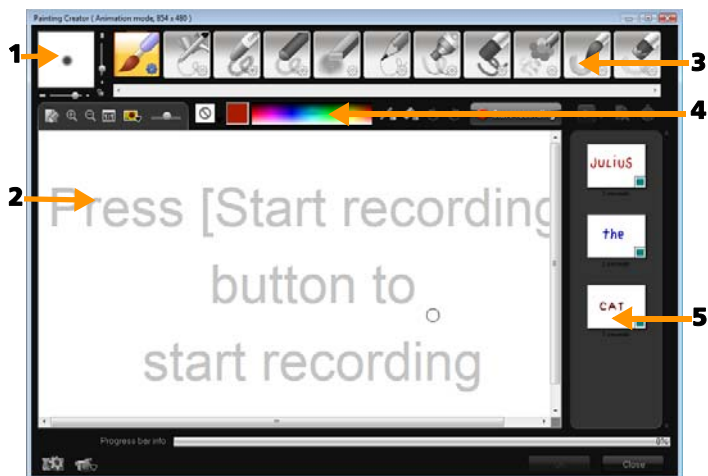 Painting Creator ( Animation mode, 854 x 480 )
1
3
4
2
Press [Start recording
button to
start recording
JULIUS
the
CAT
5
Progress bar info
0%
Close